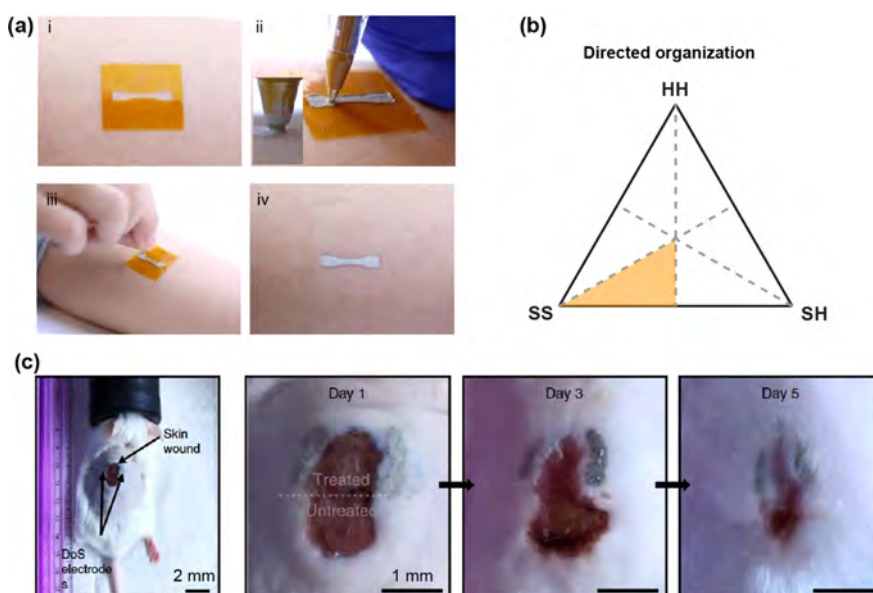 (a)
i
ii
iii
iv
(b)
Directed organization
HH
SS
SH
(c)
Skin
wound
DoS
electrode
s
2 mm
Day 1
Treated
Untreated
1 mm
Day 3
Day 5